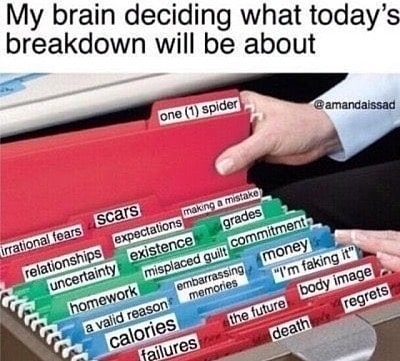 My brain deciding what today's
breakdown will be about
one (1) spider
@amandaissad
irrational fears
scars
expectations
making a mistake
relationships
existence
grades
uncertainty
misplaced guilt
commitment
homework
embarrassing
memories
money
a valid reason?
"I'm faking it"
calories
the future
body image
failures
death
regrets